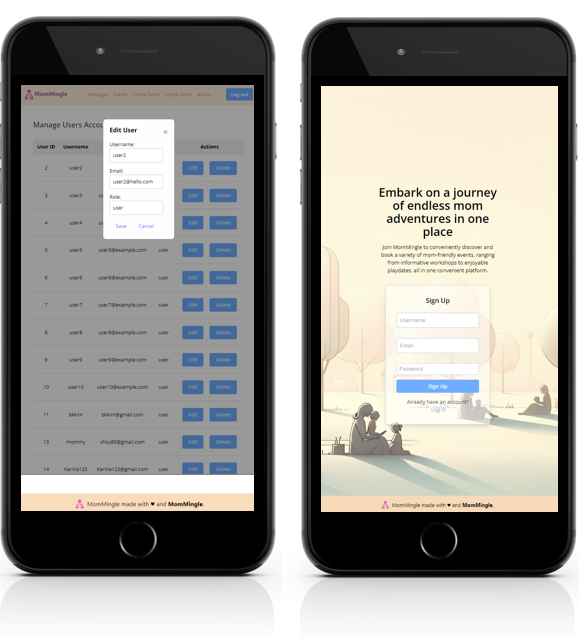 MomMingle
Messages Events Create Event Search Event Admin
Log out
Manage Users Accou
User ID Username Actions
2 user2 Edit Delete
3 user3 Edit Delete
4 user4 Edit Delete
5 user5 user5@example.com user Edit Delete
6 user6 user6@example.com user Edit Delete
7 user7 user7@example.com user Edit Delete
8 user8 user8@example.com user Edit Delete
9 user9 user9@example.com user Edit Delete
10 user10 user10@example.com user Edit Delete
11 bkkim bkkim@gmail.com user Edit Delete
13 mommy user Edit Delete
14 Karina123 Karina123@gmail.com user Edit Delete
Edit User ×
Username:
user2
Email:
user2@hello.com
Role:
user
Save Cancel
MomMingle made with ♥ and MomMingle.
Embark on a journey
of endless mom
adventures in one
place
Join MomMingle to conveniently discover and
book a variety of mom-friendly events, ranging
from informative workshops to enjoyable
playdates, all in one convenient platform.
Sign Up
Username
Email
Password
Sign Up
Already have an account?
Log In
MomMingle made with ♥ and MomMingle.